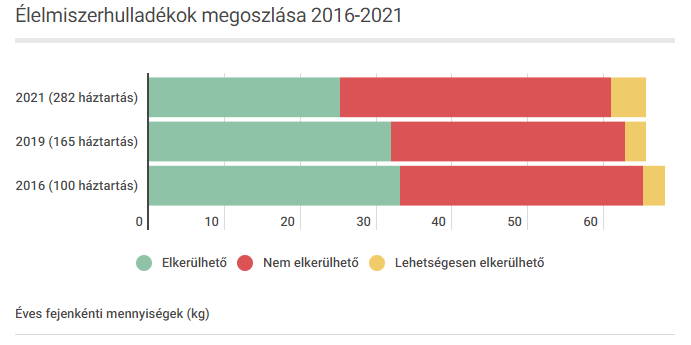 Élelmiszerhulladékok megoszlása 2016-2021
2021 (282 háztartás)
2019 (165 háztartás)
2016 (100 háztartás)
0 10 20 30 40 50 60
Elkerülhető Nem elkerülhető Lehetségesen elkerülhető
Éves fejenkénti mennyiségek (kg)